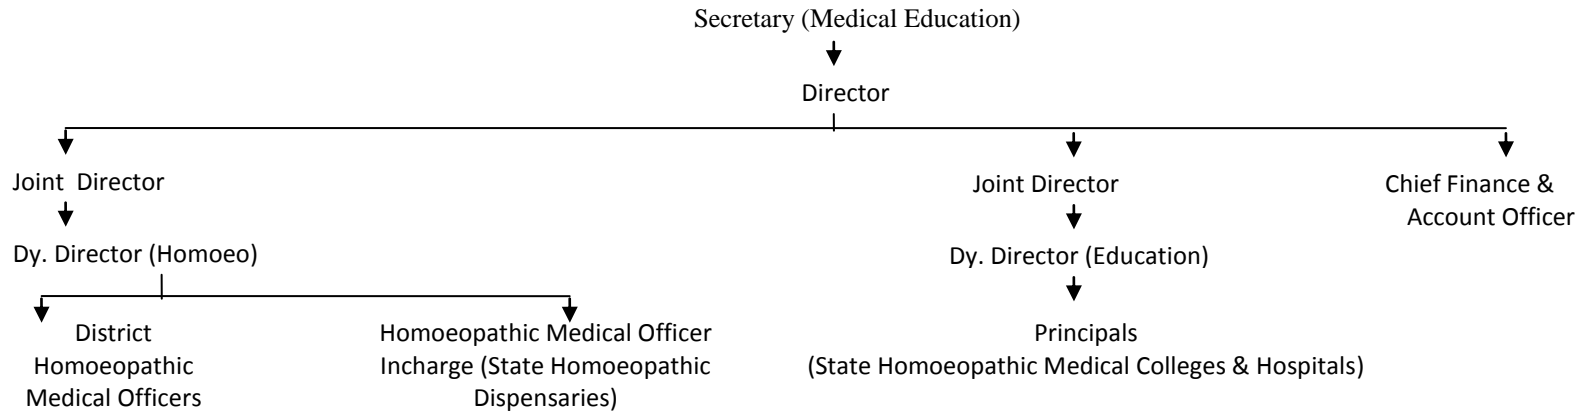 Secretary (Medical Education)
Director
Joint Director
Joint Director
Chief Finance &
Account Officer
Dy. Director (Homoeo)
Dy. Director (Education)
District
Homoeopathic
Medical Officers
Homoeopathic Medical Officer
Incharge (State Homoeopathic
Dispensaries)
Principals
(State Homoeopathic Medical Colleges & Hospitals)